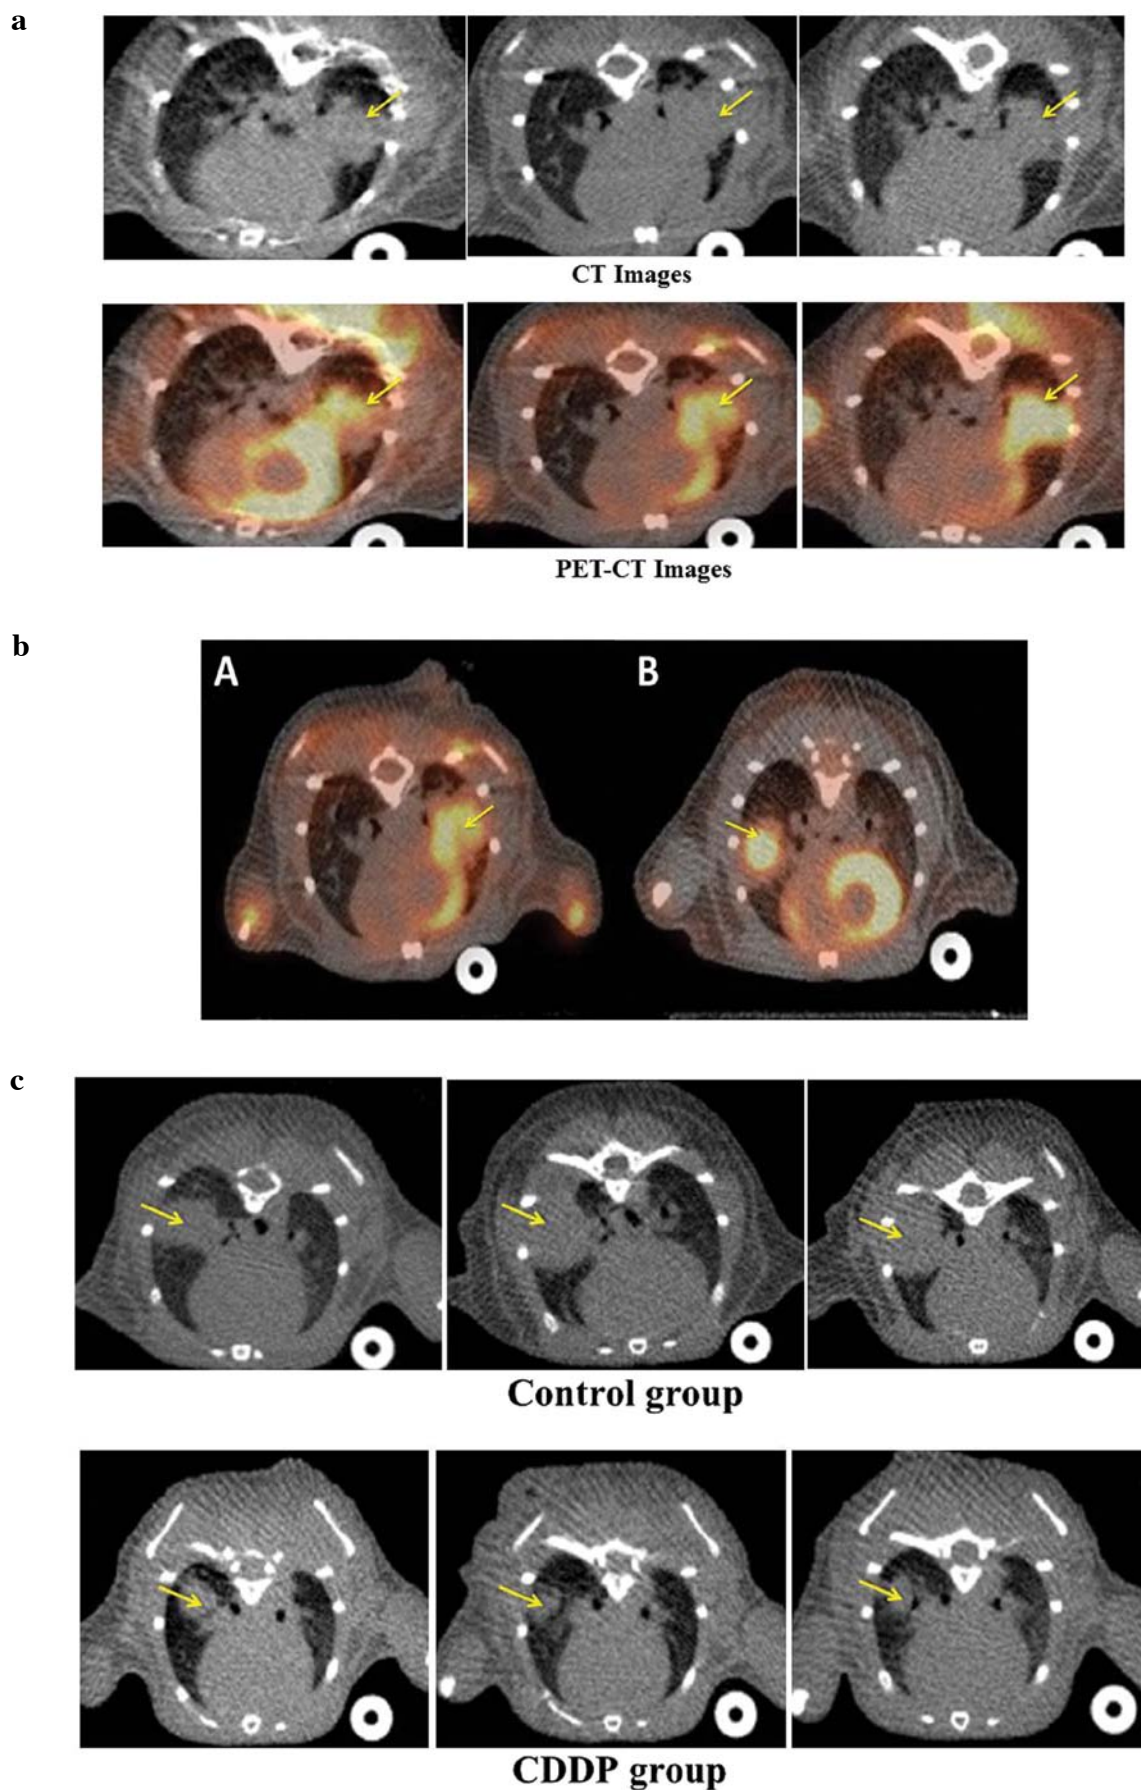 a
CT Images
PET-CT Images
b
A B
c
Control group
CDDP group